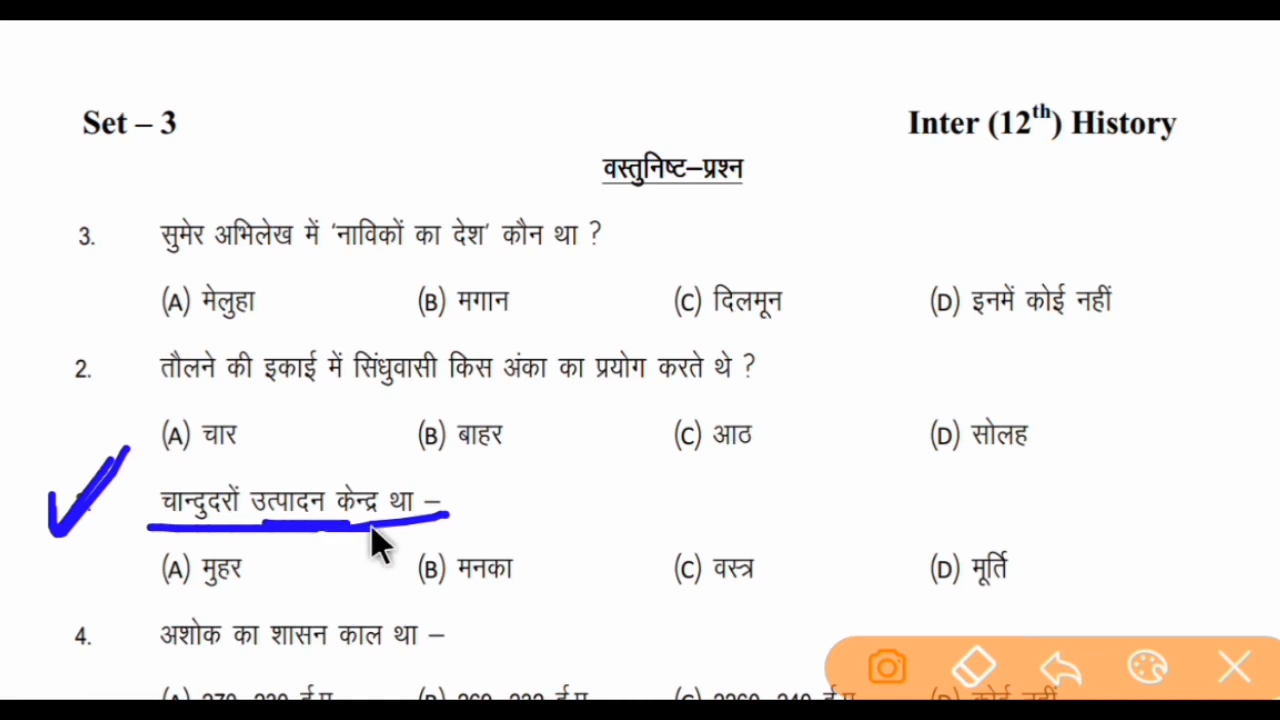 Set – 3
Inter (12th) History
वस्तुनिष्ट–प्रश्न
3. सुमेर अभिलेख में ‘नाविकों का देश’ कौन था ?
(A) मेलुहा (B) मगान (C) दिलमून (D) इनमें कोई नहीं
2. तौलने की इकाई में सिंधुवासी किस अंका का प्रयोग करते थे ?
(A) चार (B) बाहर (C) आठ (D) सोलह
चान्दुदरों उत्पादन केन्द्र था –
(A) मुहर (B) मनका (C) वस्त्र (D) मूर्ति
4. अशोक का शासन काल था –